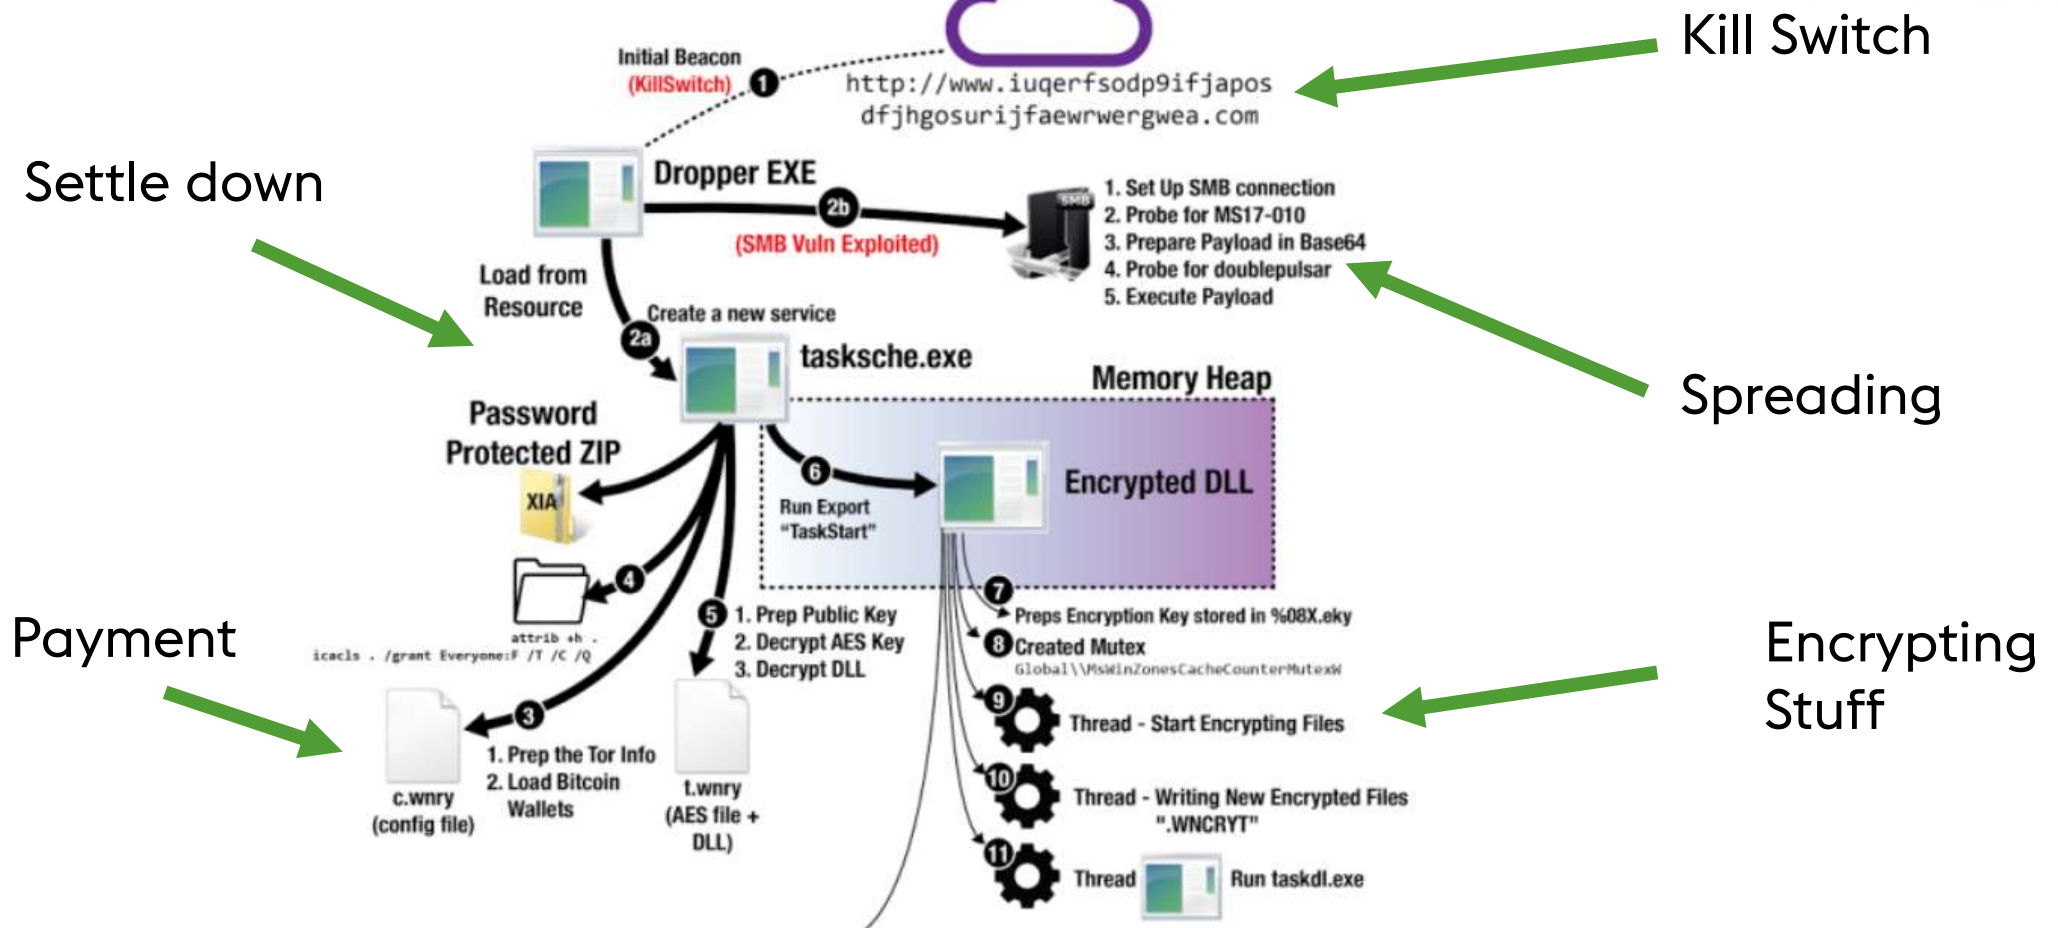 Kill Switch
Initial Beacon
(KillSwitch)
1
http://www.iuqerfsodp9ifjapos
dfjhgosurijfaewrwergwea.com
Settle down
Dropper EXE
2b
(SMB Vuln Exploited)
SMB
1. Set Up SMB connection
2. Probe for MS17-010
3. Prepare Payload in Base64
4. Probe for doublepulsar
5. Execute Payload
Load from
Resource
2a
Create a new service
tasksche.exe
Spreading
Memory Heap
Password
Protected ZIP
XIA
6
Run Export
"TaskStart"
Encrypted DLL
4
attrib +h .
icacls . /grant Everyone:F /T /C /Q
5
1. Prep Public Key
2. Decrypt AES Key
3. Decrypt DLL
Payment
3
1. Prep the Tor Info
2. Load Bitcoin
Wallets
c.wnry
(config file)
t.wnry
(AES file +
DLL)
7
Preps Encryption Key stored in %08X.eky
8
Created Mutex
Global\\MsWinZonesCacheCounterMutexW
9
Thread - Start Encrypting Files
10
Thread - Writing New Encrypted Files
".WNCRYT"
11
Thread
Run taskdl.exe
Encrypting
Stuff